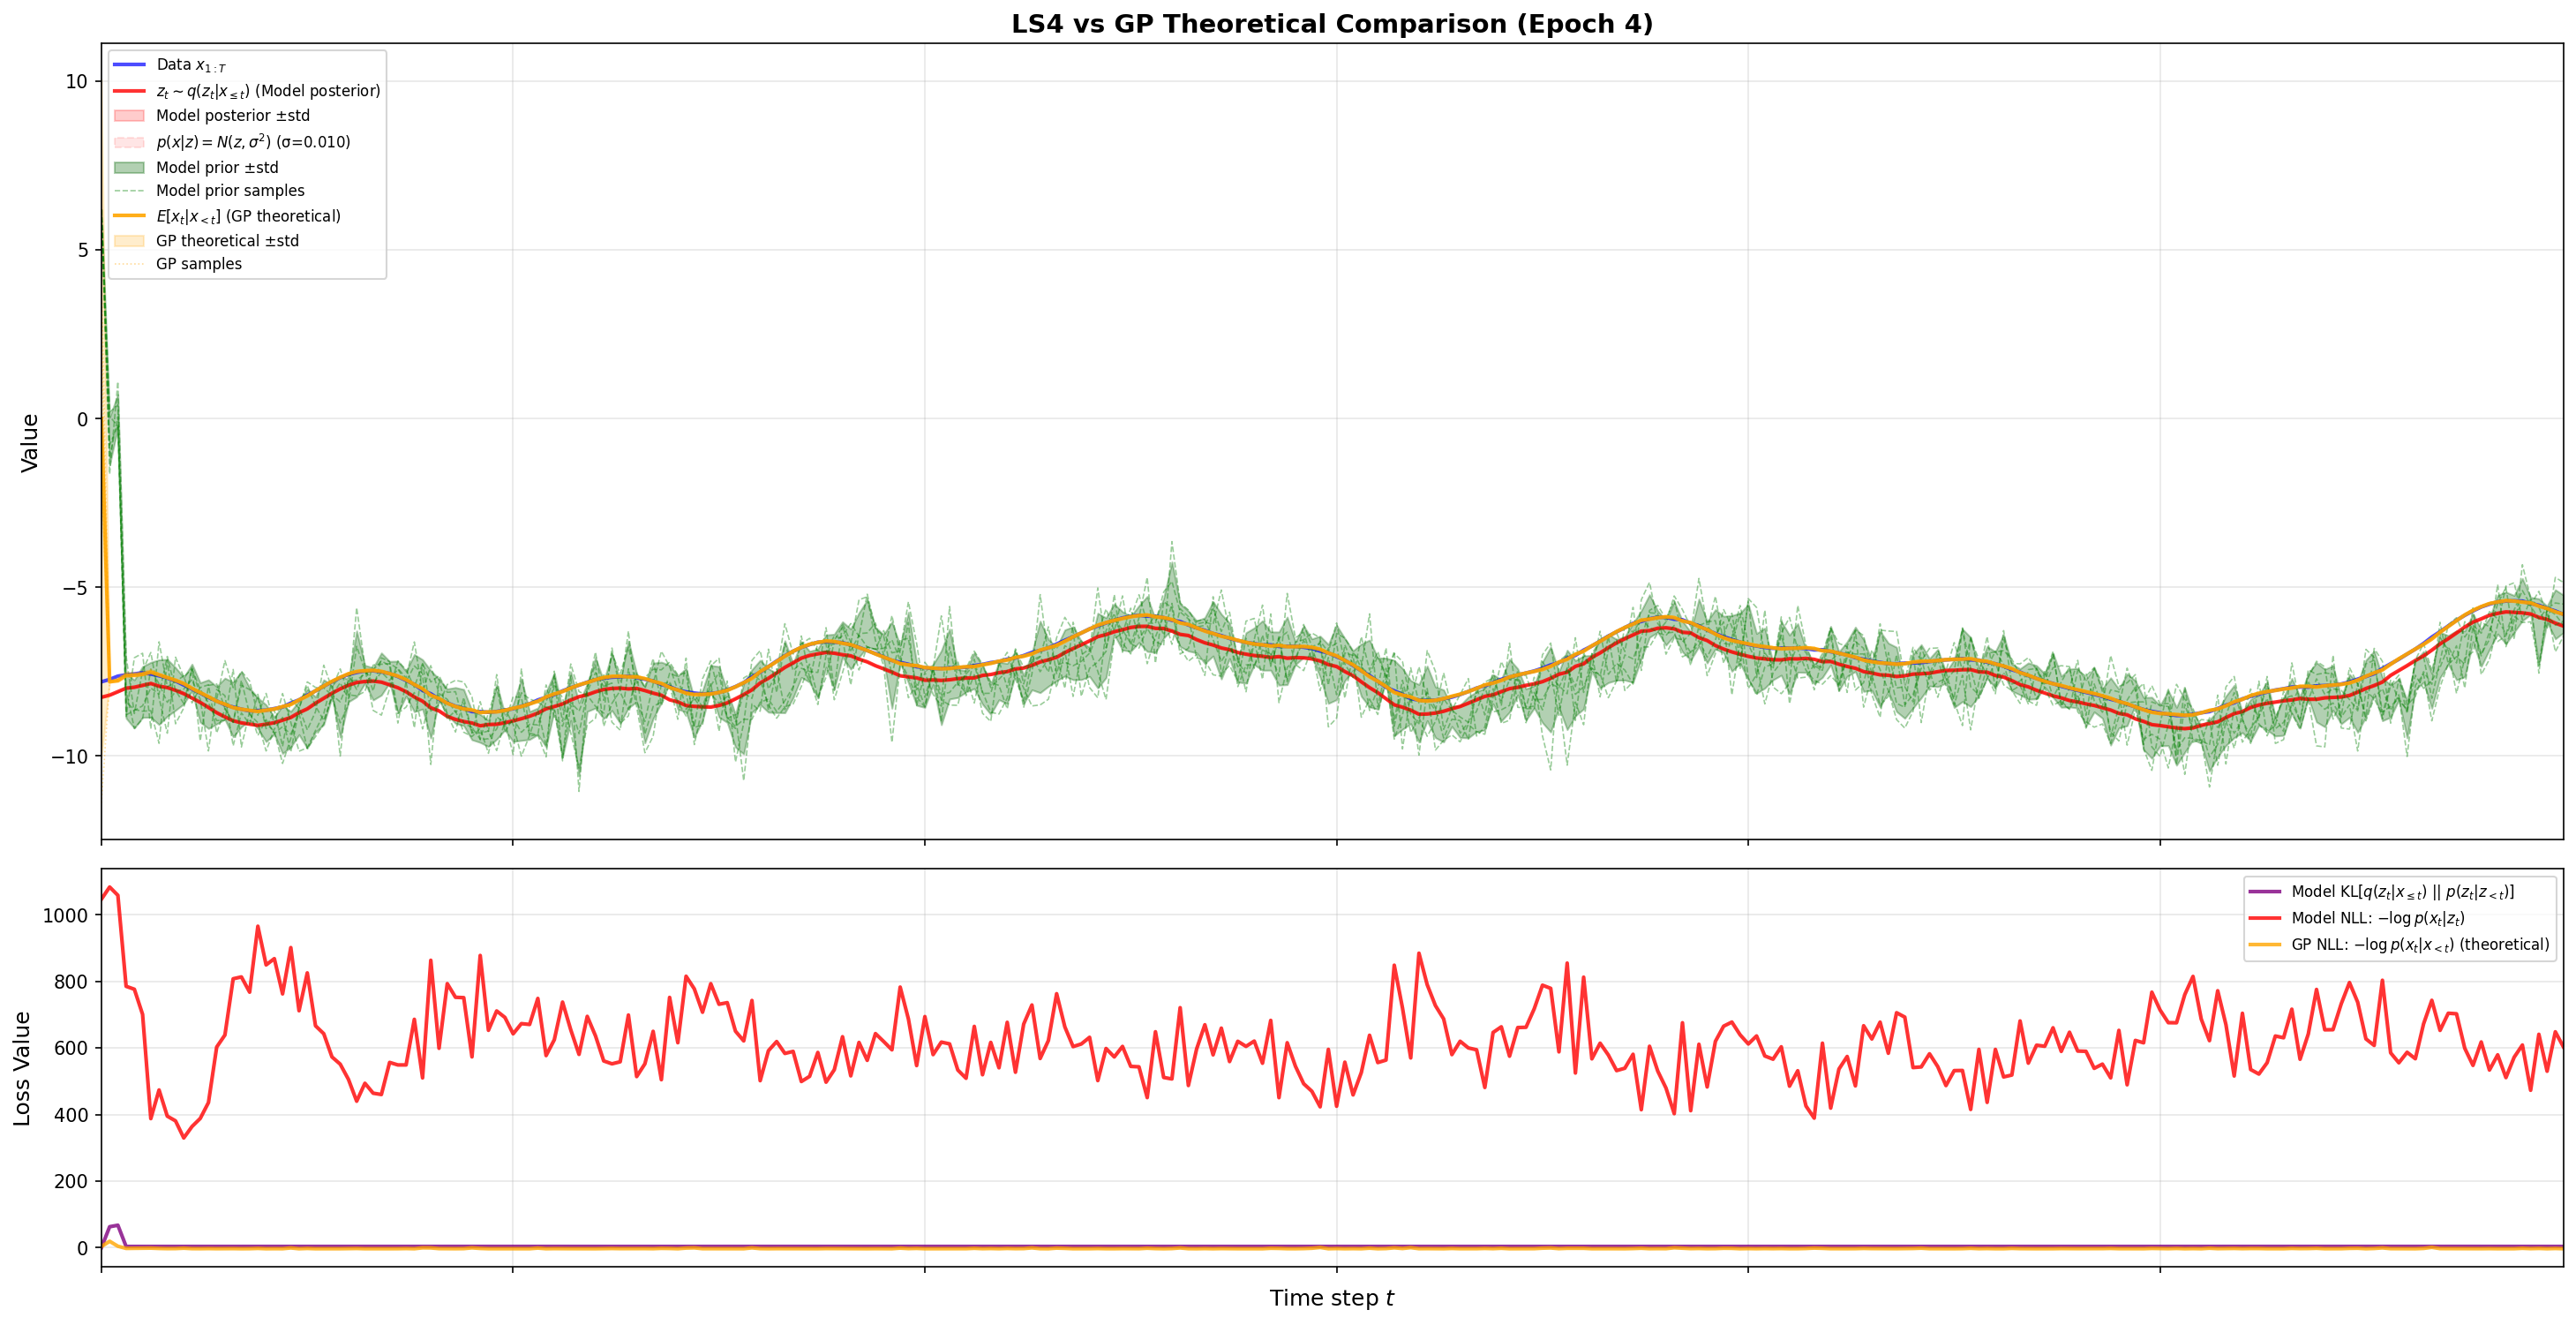 LS4 vs GP Theoretical Comparison (Epoch 4)
Data x₁:T
zₜ ~ q(zₜ|x≤t) (Model posterior)
Model posterior ±std
p(x|z) = N(z, σ²) (σ=0.010)
Model prior ±std
Model prior samples
E[xₜ|x<t] (GP theoretical)
GP theoretical ±std
GP samples
Value
10
5
0
−5
−10
Model KL[q(zₜ|x≤t) || p(zₜ|z<t)]
Model NLL: −log p(xₜ|zₜ)
GP NLL: −log p(xₜ|x<t) (theoretical)
Loss Value
1000
800
600
400
200
0
Time step t